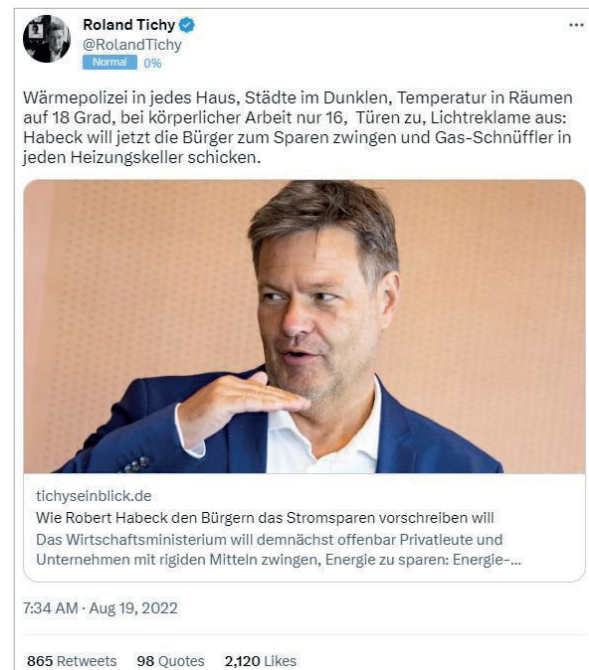 Roland Tichy
@RolandTichy
Normal 0%
Wärmepolizei in jedes Haus, Städte im Dunklen, Temperatur in Räumen
auf 18 Grad, bei körperlicher Arbeit nur 16,  Türen zu, Lichtreklame aus:
Habeck will jetzt die Bürger zum Sparen zwingen und Gas-Schnüffler in
jeden Heizungskeller schicken.
tichyseinblick.de
Wie Robert Habeck den Bürgern das Stromsparen vorschreiben will
Das Wirtschaftsministerium will demnächst offenbar Privatleute und
Unternehmen mit rigiden Mitteln zwingen, Energie zu sparen: Energie-...
7:34 AM · Aug 19, 2022
865 Retweets 98 Quotes 2,120 Likes